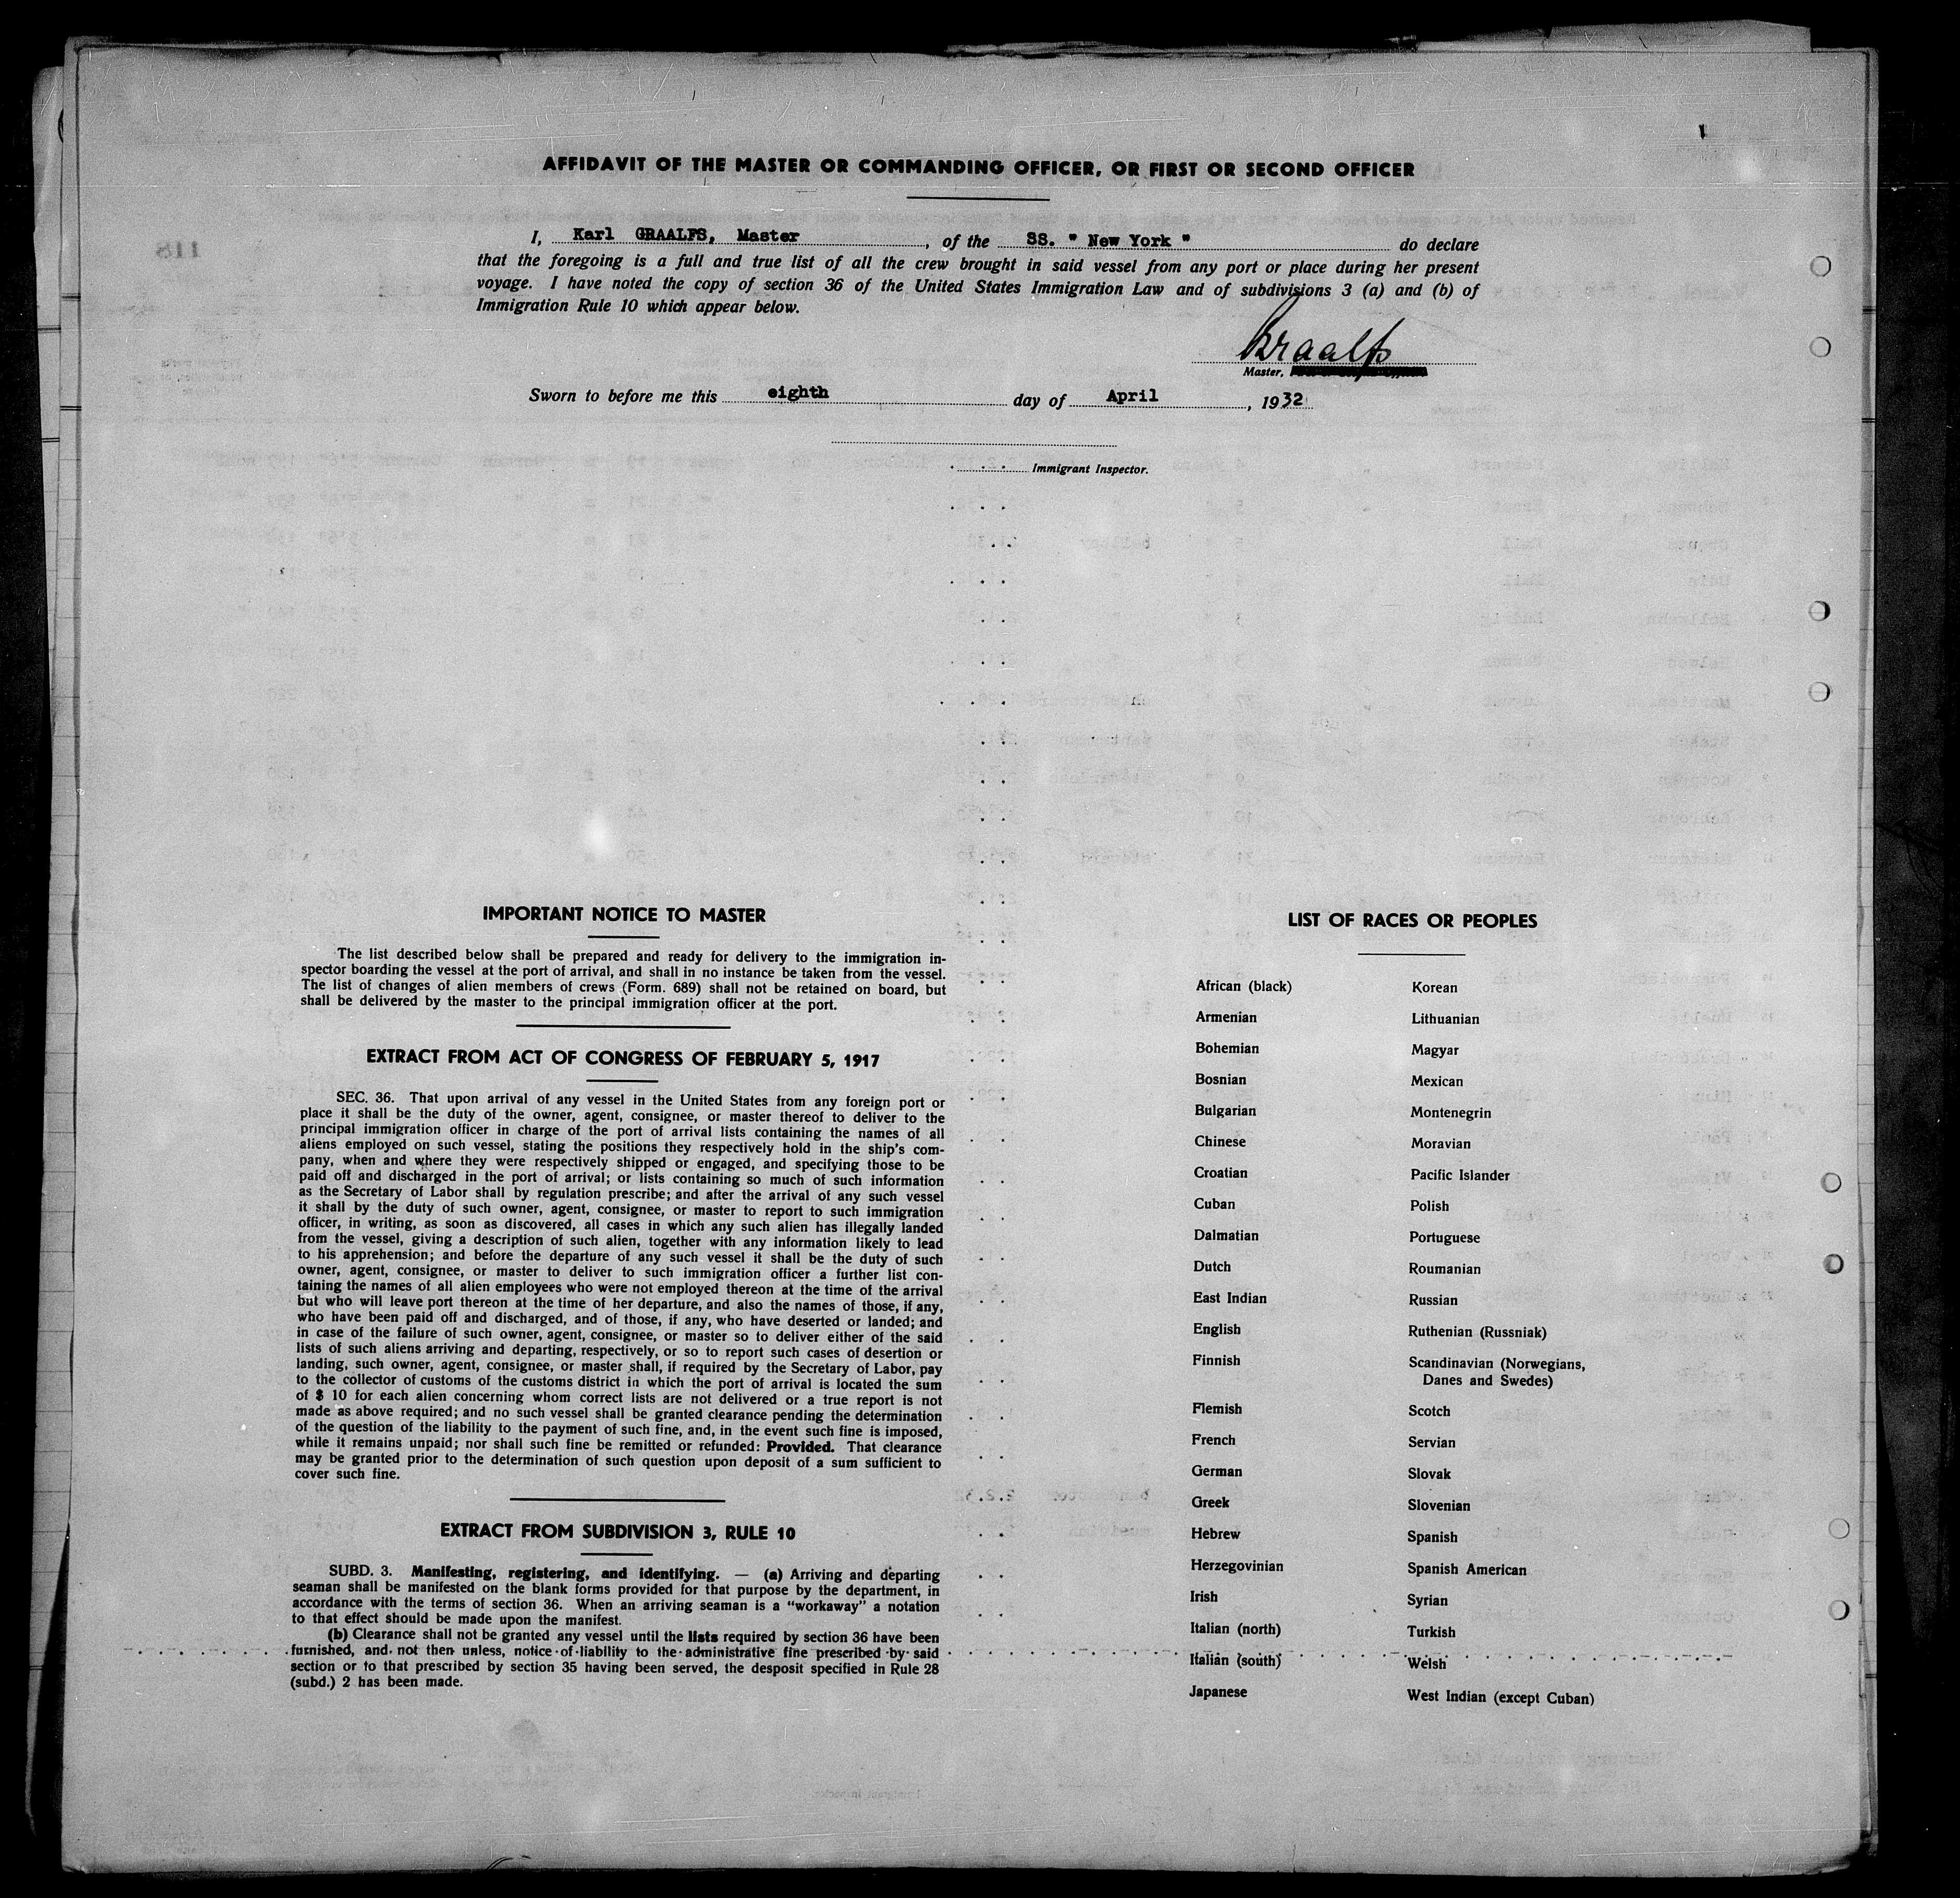 AFFIDAVIT OF THE MASTER OR COMMANDING OFFICER, OR FIRST OR SECOND OFFICER
I, Karl GRAALFS, Master, of the SS. " New York " do declare
that the foregoing is a full and true list of all the crew brought in said vessel from any port or place during her present
voyage. I have noted the copy of section 36 of the United States Immigration Law and of subdivisions 3 (a) and (b) of
Immigration Rule 10 which appear below.
Graalfs
Master,
Sworn to before me this eighth day of April, 1932
Immigrant Inspector.
IMPORTANT NOTICE TO MASTER
The list described below shall be prepared and ready for delivery to the immigration in-
spector boarding the vessel at the port of arrival, and shall in no instance be taken from the vessel.
The list of changes of alien members of crews (Form. 689) shall not be retained on board, but
shall be delivered by the master to the principal immigration officer at the port.
EXTRACT FROM ACT OF CONGRESS OF FEBRUARY 5, 1917
SEC. 36. That upon arrival of any vessel in the United States from any foreign port or
place it shall be the duty of the owner, agent, consignee, or master thereof to deliver to the
principal immigration officer in charge of the port of arrival lists containing the names of all
aliens employed on such vessel, stating the positions they respectively hold in the ship's com-
pany, when and where they were respectively shipped or engaged, and specifying those to be
paid off and discharged in the port of arrival; or lists containing so much of such information
as the Secretary of Labor shall by regulation prescribe; and after the arrival of any such vessel
it shall by the duty of such owner, agent, consignee, or master to report to such immigration
officer, in writing, as soon as discovered, all cases in which any such alien has illegally landed
from the vessel, giving a description of such alien, together with any information likely to lead
to his apprehension; and before the departure of any such vessel it shall be the duty of such
owner, agent, consignee, or master to deliver to such immigration officer a further list con-
taining the names of all alien employees who were not employed thereon at the time of the arrival
but who will leave port thereon at the time of her departure, and also the names of those, if any,
who have been paid off and discharged, and of those, if any, who have deserted or landed; and
in case of the failure of such owner, agent, consignee, or master so to deliver either of the said
lists of such aliens arriving and departing, respectively, or so to report such cases of desertion or
landing, such owner, agent, consignee, or master shall, if required by the Secretary of Labor, pay
to the collector of customs of the customs district in which the port of arrival is located the sum
of $ 10 for each alien concerning whom correct lists are not delivered or a true report is not
made as above required; and no such vessel shall be granted clearance pending the determination
of the question of the liability to the payment of such fine, and, in the event such fine is imposed,
while it remains unpaid; nor shall such fine be remitted or refunded: Provided. That clearance
may be granted prior to the determination of such question upon deposit of a sum sufficient to
cover such fine.
EXTRACT FROM SUBDIVISION 3, RULE 10
SUBD. 3. Manifesting, registering, and identifying. — (a) Arriving and departing
seaman shall be manifested on the blank forms provided for that purpose by the department, in
accordance with the terms of section 36. When an arriving seaman is a "workaway" a notation
to that effect should be made upon the manifest.
(b) Clearance shall not be granted any vessel until the lists required by section 36 have been
furnished, and not then unless, notice of liability to the administrative fine prescribed by said
section or to that prescribed by section 35 having been served, the desposit specified in Rule 28
(subd.) 2 has been made.
LIST OF RACES OR PEOPLES
African (black)
Armenian
Bohemian
Bosnian
Bulgarian
Chinese
Croatian
Cuban
Dalmatian
Dutch
East Indian
English
Finnish
Flemish
French
German
Greek
Hebrew
Herzegovinian
Irish
Italian (north)
Italian (south)
Japanese
Korean
Lithuanian
Magyar
Mexican
Montenegrin
Moravian
Pacific Islander
Polish
Portuguese
Roumanian
Russian
Ruthenian (Russniak)
Scandinavian (Norwegians,
Danes and Swedes)
Scotch
Servian
Slovak
Slovenian
Spanish
Spanish American
Syrian
Turkish
Welsh
West Indian (except Cuban)